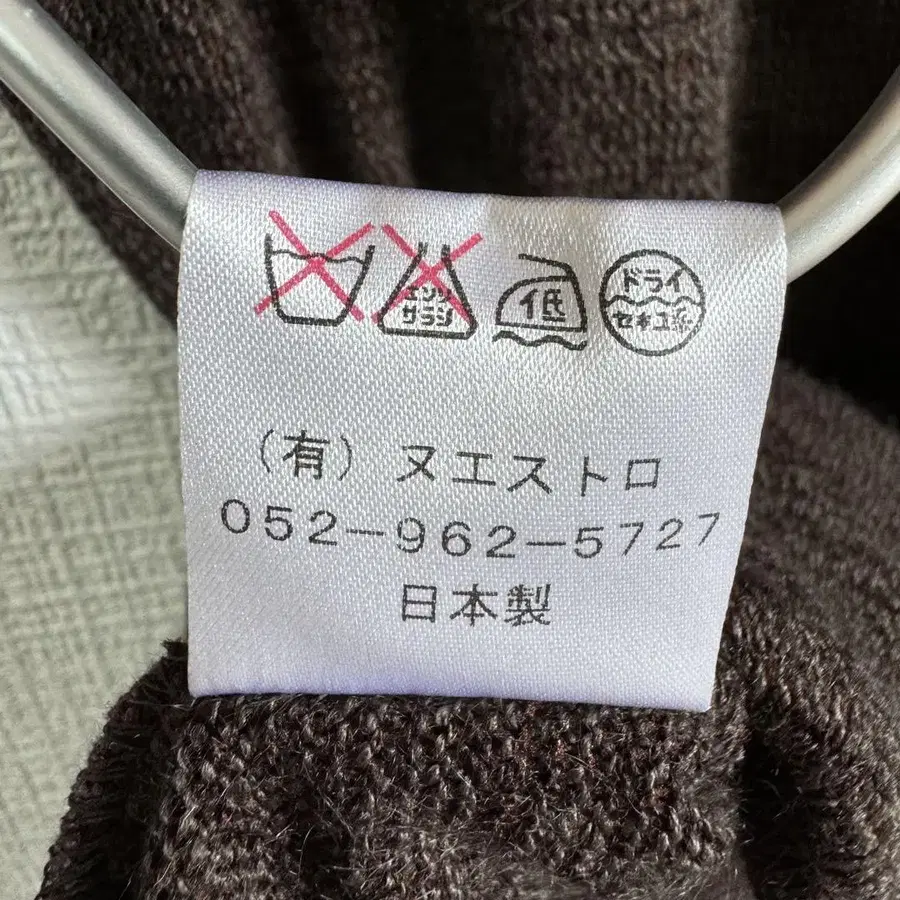 エンソ
サラシ
低
ドライ
セキユ系
(有) ヌエストロ
052-962-5727
日本製